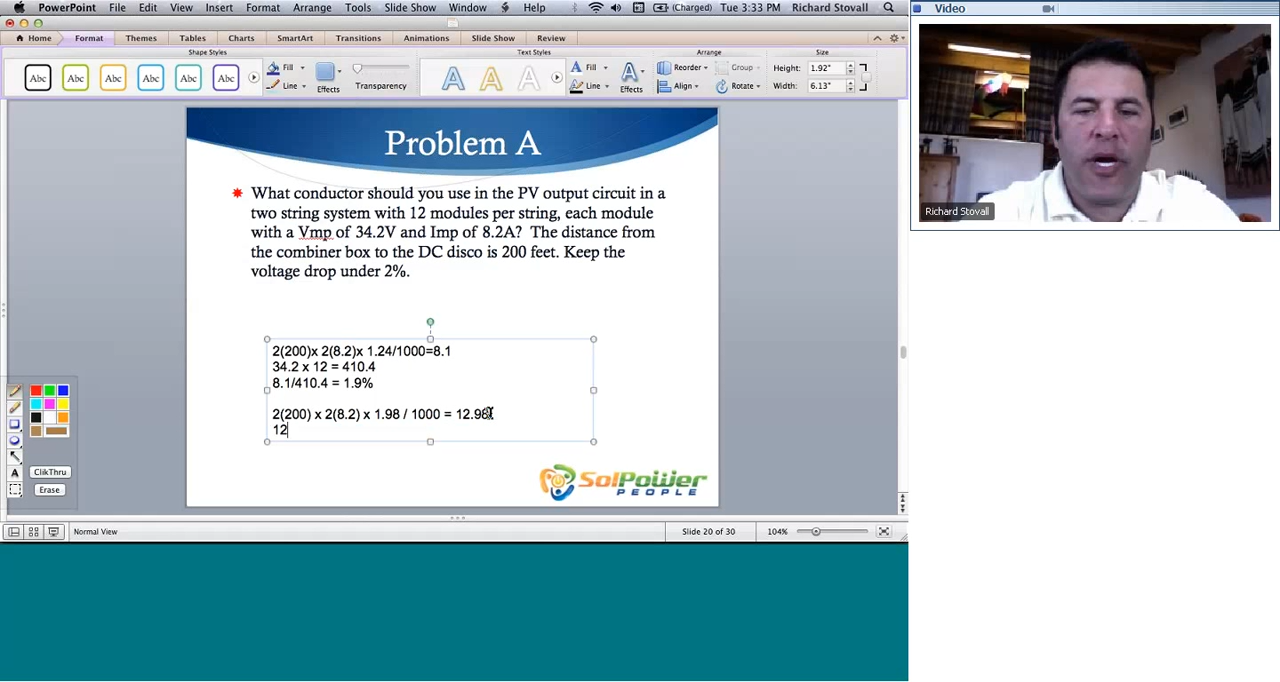 PowerPoint File Edit View Insert Format Arrange Tools Slide Show Window Help (Charged) Tue 3:33 PM Richard Stovall
Video
Home Format Themes Tables Charts SmartArt Transitions Animations Slide Show Review
Shape Styles Text Styles Arrange Size
Abc Abc Abc Abc Abc Abc Fill Line Effects Transparency A A A Fill Line A Effects Reorder Align Group Rotate Height: 1.92" Width: 6.13"
Problem A
What conductor should you use in the PV output circuit in a
two string system with 12 modules per string, each module
with a Vmp of 34.2V and Imp of 8.2A? The distance from
the combiner box to the DC disco is 200 feet. Keep the
voltage drop under 2%.
2(200)x 2(8.2)x 1.24/1000=8.1
34.2 x 12 = 410.4
8.1/410.4 = 1.9%
2(200) x 2(8.2) x 1.98 / 1000 = 12.98
12
SolPower
PEOPLE
A
ClikThru
Erase
Normal View Slide 20 of 30 104%
Richard Stovall